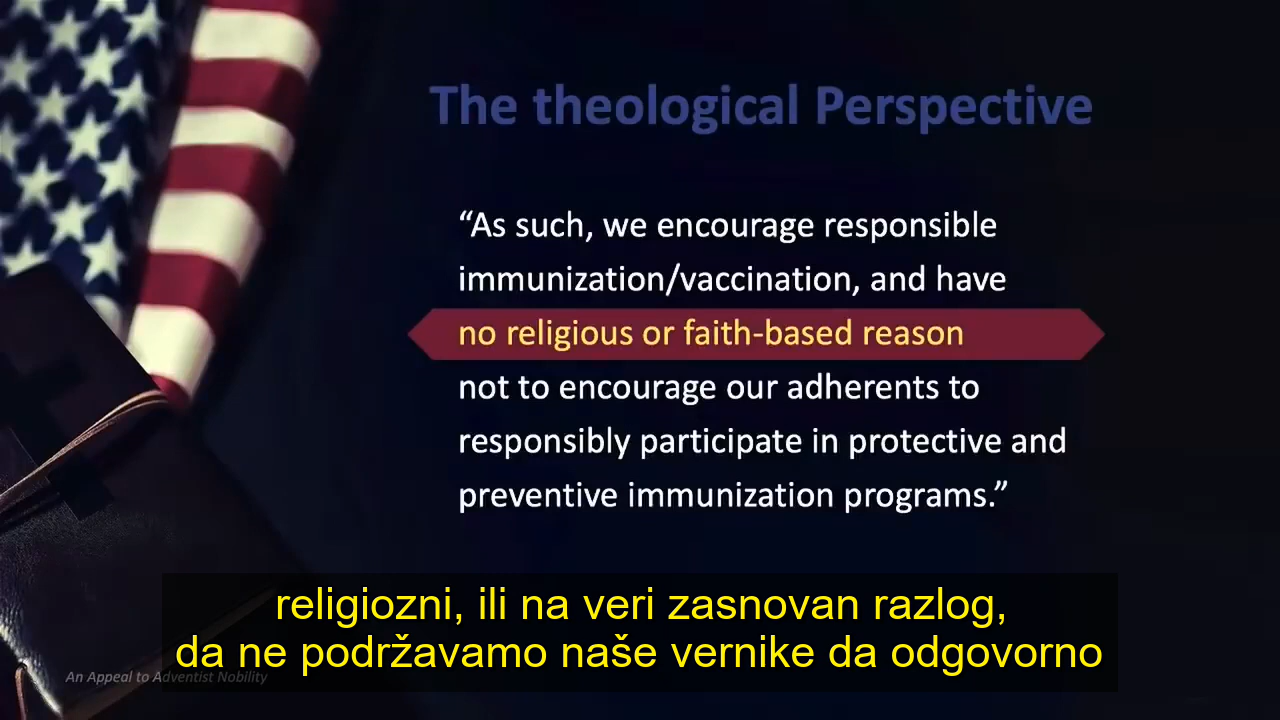 The theological Perspective
“As such, we encourage responsible
immunization/vaccination, and have
no religious or faith-based reason
not to encourage our adherents to
responsibly participate in protective and
preventive immunization programs.”
religiozni, ili na veri zasnovan razlog,
da ne podržavamo naše vernike da odgovorno
An Appeal to Adventist Nobility